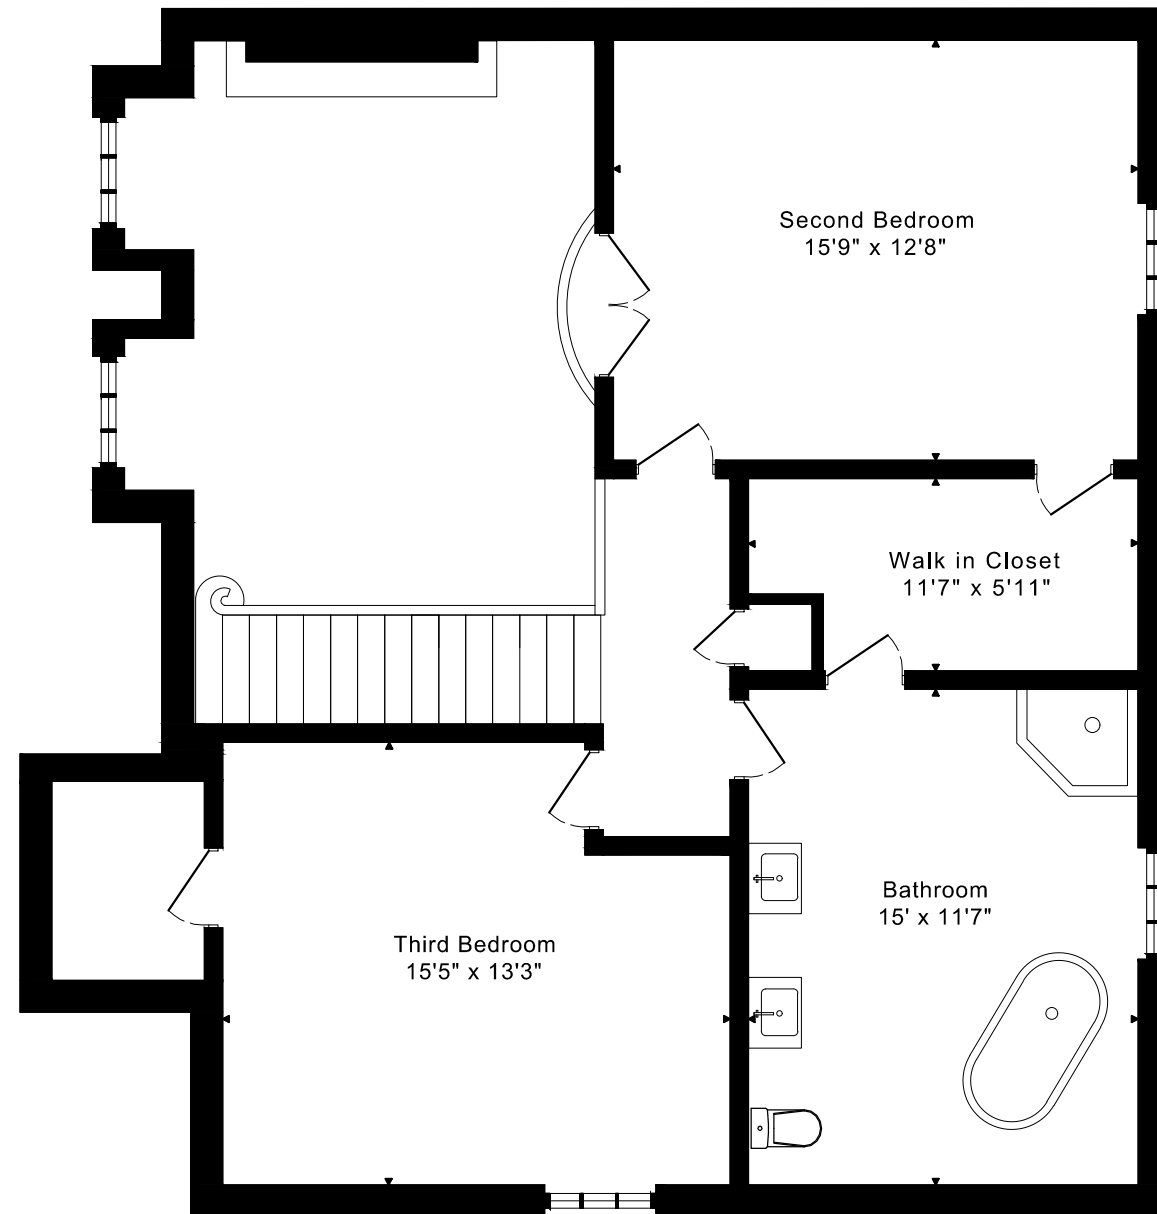 Second Bedroom
15'9" x 12'8"
Walk in Closet
11'7" x 5'11"
Bathroom
15' x 11'7"
Third Bedroom
15'5" x 13'3"